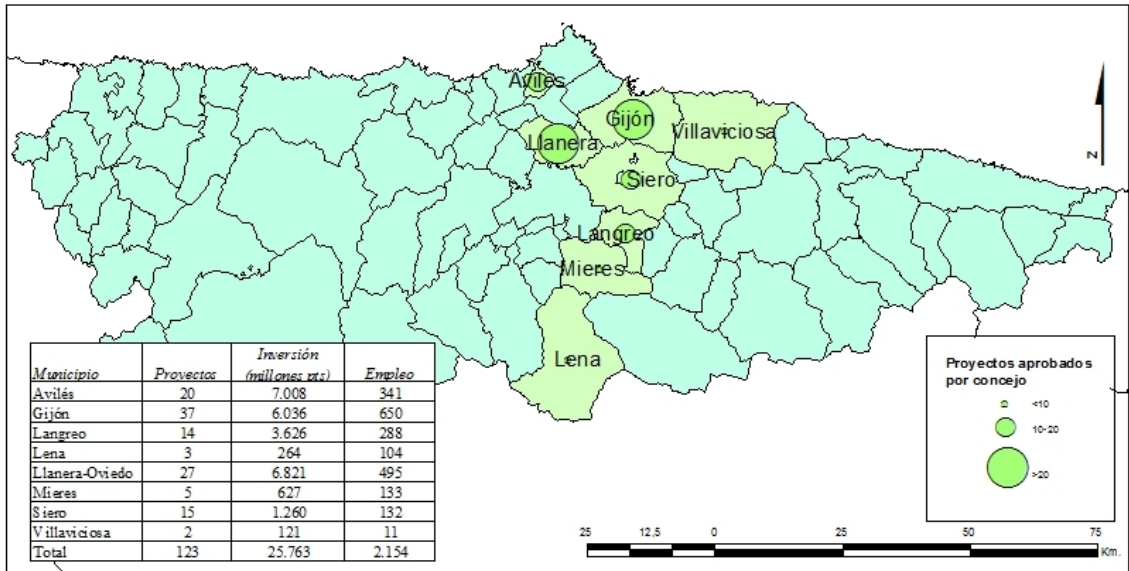 Avilés
Gijón
Villaviciosa
Llanera
Siero
Langreo
Mieres
Lena
N
Municipio Proyectos Inversión (millones pts) Empleo
Avilés 20 7.008 341
Gijón 37 6.036 650
Langreo 14 3.626 288
Lena 3 264 104
Llanera-Oviedo 27 6.821 495
Mieres 5 627 133
Siero 15 1.260 132
Villaviciosa 2 121 11
Total 123 25.763 2.154
Proyectos aprobados
por concejo
<10
10-20
>20
25 12,5 0 25 50 75
Km.